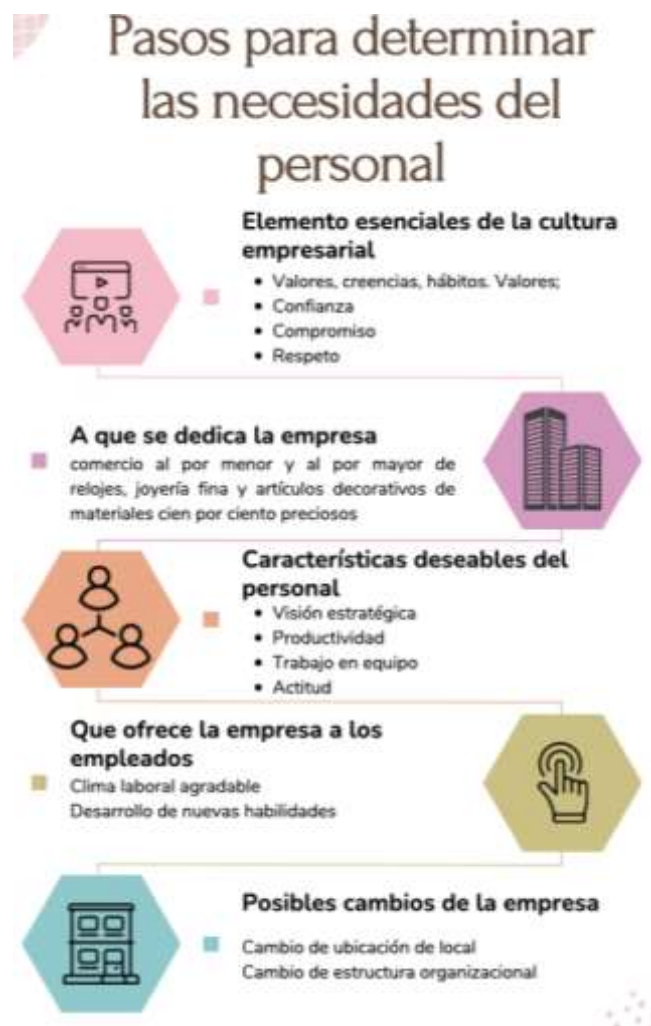 Pasos para determinar
las necesidades del
personal
Elemento esenciales de la cultura
empresarial
• Valores, creencias, hábitos. Valores;
• Confianza
• Compromiso
• Respeto
A que se dedica la empresa
comercio al por menor y al por mayor de
relojes, joyería fina y artículos decorativos de
materiales cien por ciento preciosos
Características deseables del
personal
• Visión estratégica
• Productividad
• Trabajo en equipo
• Actitud
Que ofrece la empresa a los
empleados
Clima laboral agradable
Desarrollo de nuevas habilidades
Posibles cambios de la empresa
Cambio de ubicación de local
Cambio de estructura organizacional